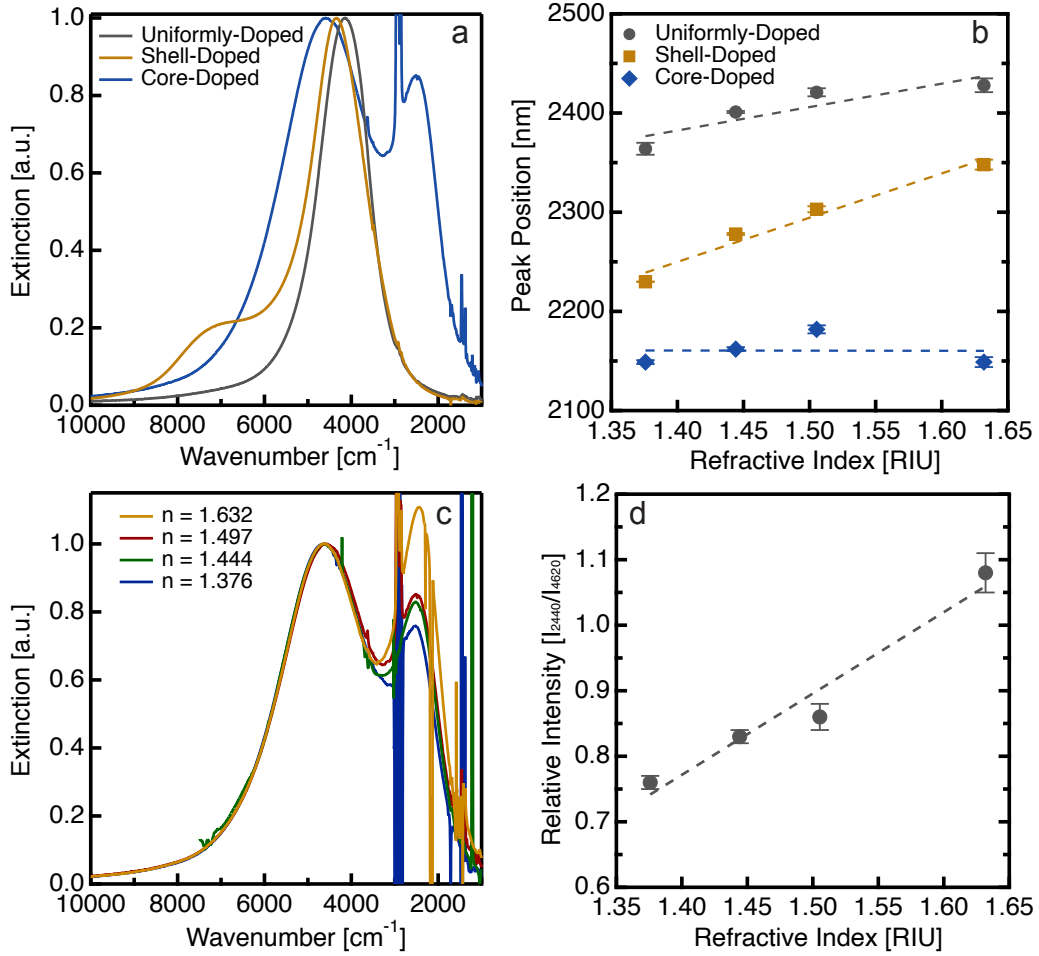 a
Uniformly-Doped
Shell-Doped
Core-Doped
Extinction [a.u.]
1.0
0.8
0.6
0.4
0.2
0.0
10000 8000 6000 4000 2000
Wavenumber [cm⁻¹]
b
Uniformly-Doped
Shell-Doped
Core-Doped
Peak Position [nm]
2500
2400
2300
2200
2100
1.35 1.40 1.45 1.50 1.55 1.60 1.65
Refractive Index [RIU]
c
n = 1.632
n = 1.497
n = 1.444
n = 1.376
Extinction [a.u.]
1.0
0.8
0.6
0.4
0.2
0.0
10000 8000 6000 4000 2000
Wavenumber [cm⁻¹]
d
Relative Intensity [I₂₄₄₀/I₄₆₂₀]
1.2
1.1
1.0
0.9
0.8
0.7
0.6
1.35 1.40 1.45 1.50 1.55 1.60 1.65
Refractive Index [RIU]